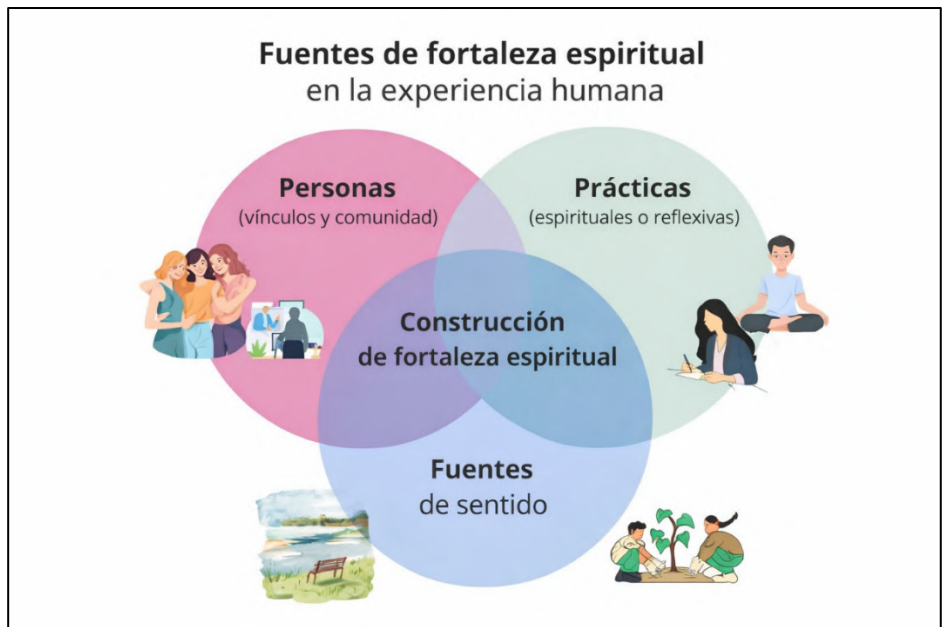 Fuentes de fortaleza espiritual
en la experiencia humana
Personas
(vínculos y comunidad)
Prácticas
(espirituales o reflexivas)
Construcción
de fortaleza espiritual
Fuentes
de sentido